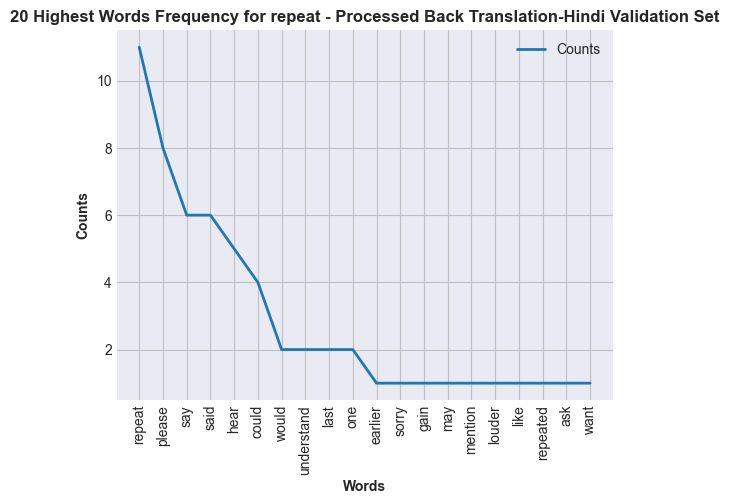 20 Highest Words Frequency for repeat - Processed Back Translation-Hindi Validation Set
Counts
10
8
6
4
2
Counts
repeat
please
say
said
hear
could
would
understand
last
one
earlier
sorry
gain
may
mention
louder
like
repeated
ask
want
Words